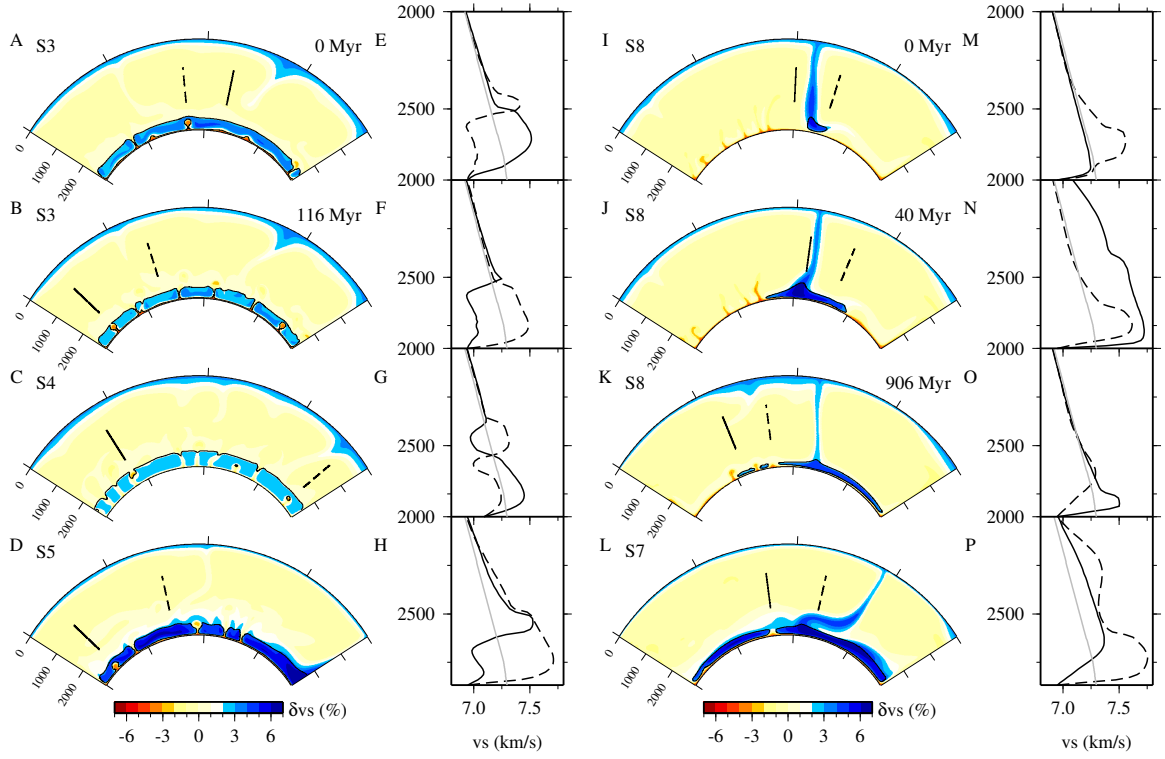 2000 2000
A S3 0 Myr E I S8 0 Myr M
2500 2500
0 1000 2000 0 1000 2000
2000 2000
B S3 116 Myr F J S8 40 Myr N
2500 2500
0 1000 2000 0 1000 2000
2000 2000
C S4 G K S8 906 Myr O
2500 2500
0 1000 2000 0 1000 2000
2000 2000
D S5 H L S7 P
2500 2500
0 1000 2000 0 1000 2000
7.0 7.5 7.0 7.5
δvs (%) δvs (%)
-6 -3 0 3 6 vs (km/s) -6 -3 0 3 6 vs (km/s)